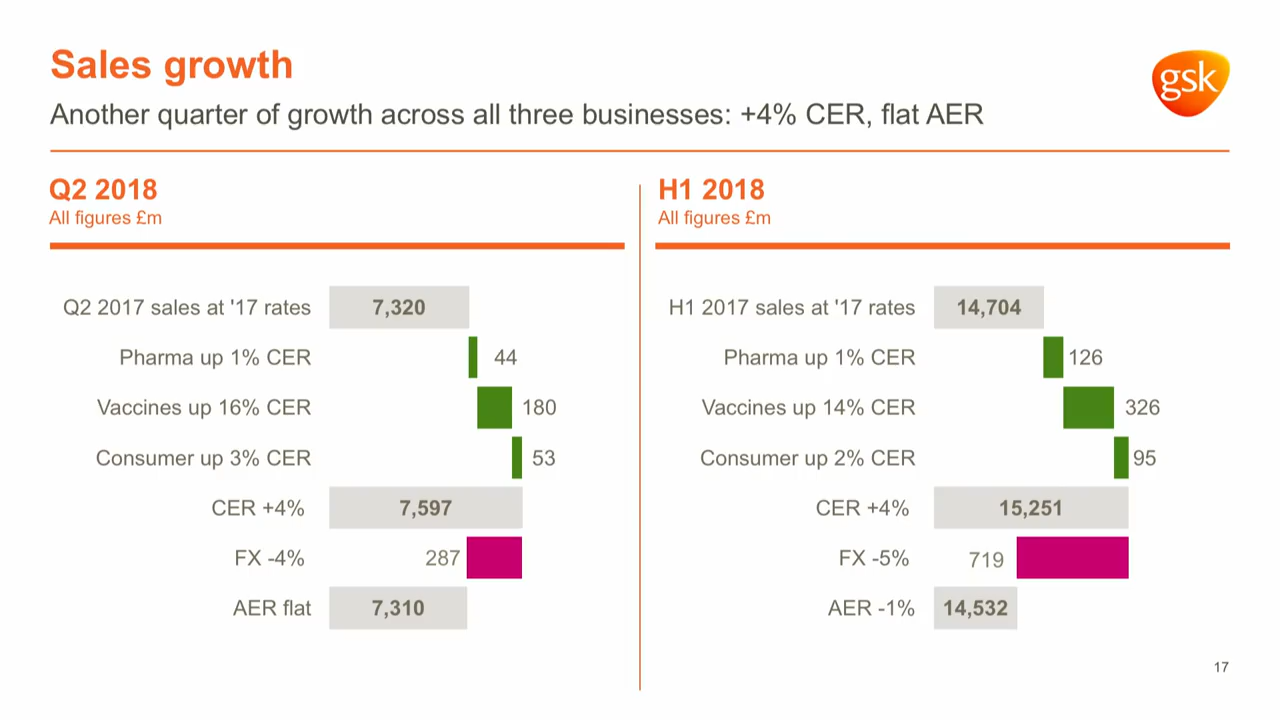 Sales growth
gsk
Another quarter of growth across all three businesses: +4% CER, flat AER
Q2 2018
All figures £m
Q2 2017 sales at '17 rates 7,320
Pharma up 1% CER 44
Vaccines up 16% CER 180
Consumer up 3% CER 53
CER +4% 7,597
FX -4% 287
AER flat 7,310
H1 2018
All figures £m
H1 2017 sales at '17 rates 14,704
Pharma up 1% CER 126
Vaccines up 14% CER 326
Consumer up 2% CER 95
CER +4% 15,251
FX -5% 719
AER -1% 14,532
17